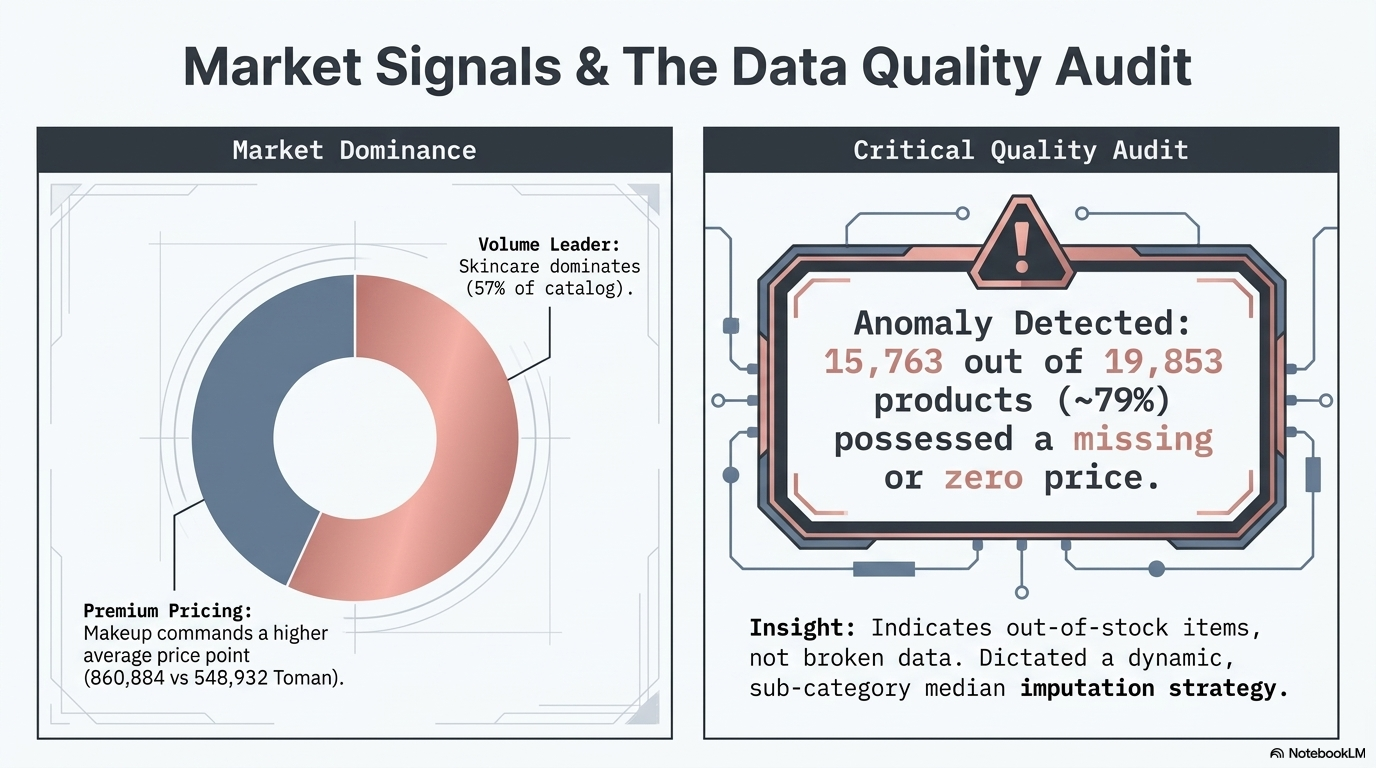 Market Signals & The Data Quality Audit
Market Dominance
Volume Leader:
Skincare dominates
(57% of catalog).
Premium Pricing:
Makeup commands a higher
average price point
(860,884 vs 548,932 Toman).
Critical Quality Audit
!
Anomaly Detected:
15,763 out of 19,853
products (~79%)
possessed a missing
or zero price.
Insight: Indicates out-of-stock items,
not broken data. Dictated a dynamic,
sub-category median imputation strategy.
NotebookLM